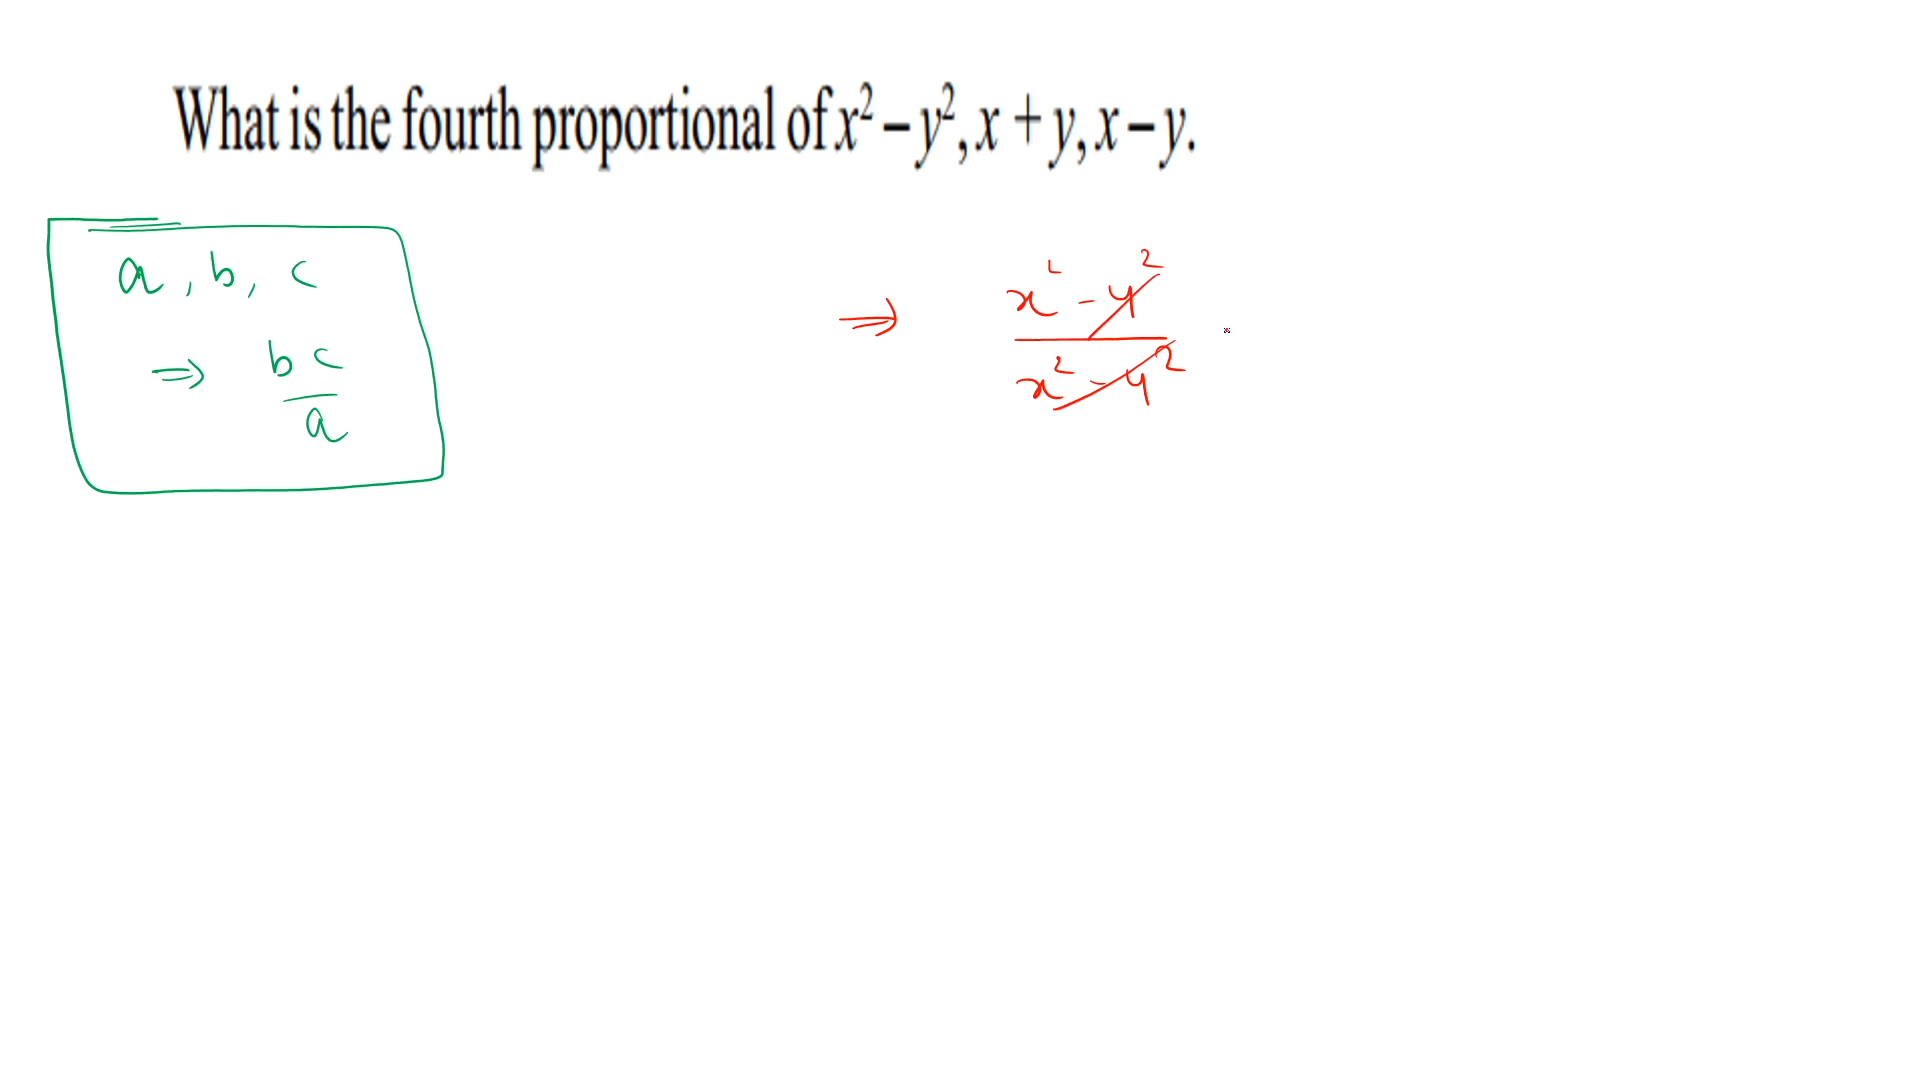 What is the fourth proportional of x² – y², x + y, x – y.
a, b, c
⇒ bc/a
⇒ x² - y² / x² - y²